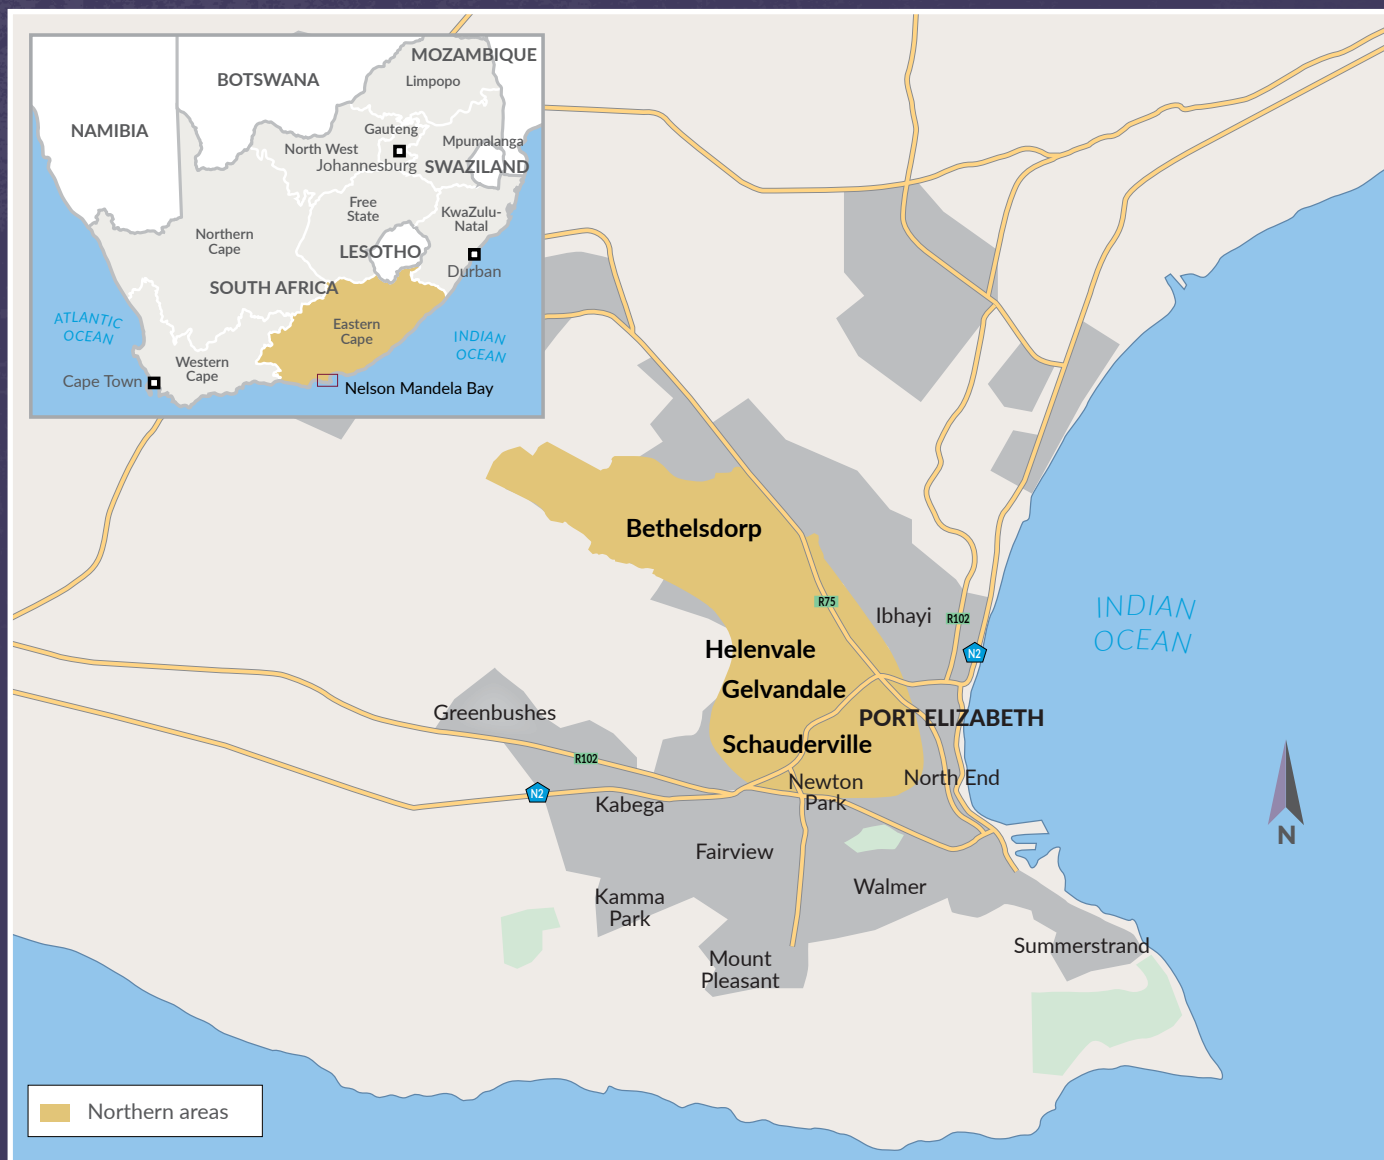 MOZAMBIQUE
BOTSWANA
Limpopo
NAMIBIA
Gauteng
North West
Mpumalanga
Johannesburg
SWAZILAND
Free
State
KwaZulu-
Natal
Northern
Cape
LESOTHO
Durban
SOUTH AFRICA
ATLANTIC
OCEAN
Eastern
Cape
INDIAN
OCEAN
Western
Cape
Cape Town
Nelson Mandela Bay
Bethelsdorp
R75
Ibhayi
R102
INDIAN
OCEAN
Helenvale
N2
Gelvandale
Greenbushes
PORT ELIZABETH
Schauderville
R102
North End
Newton
Park
N2
Kabega
N
Fairview
Walmer
Kamma
Park
Summerstrand
Mount
Pleasant
Northern areas